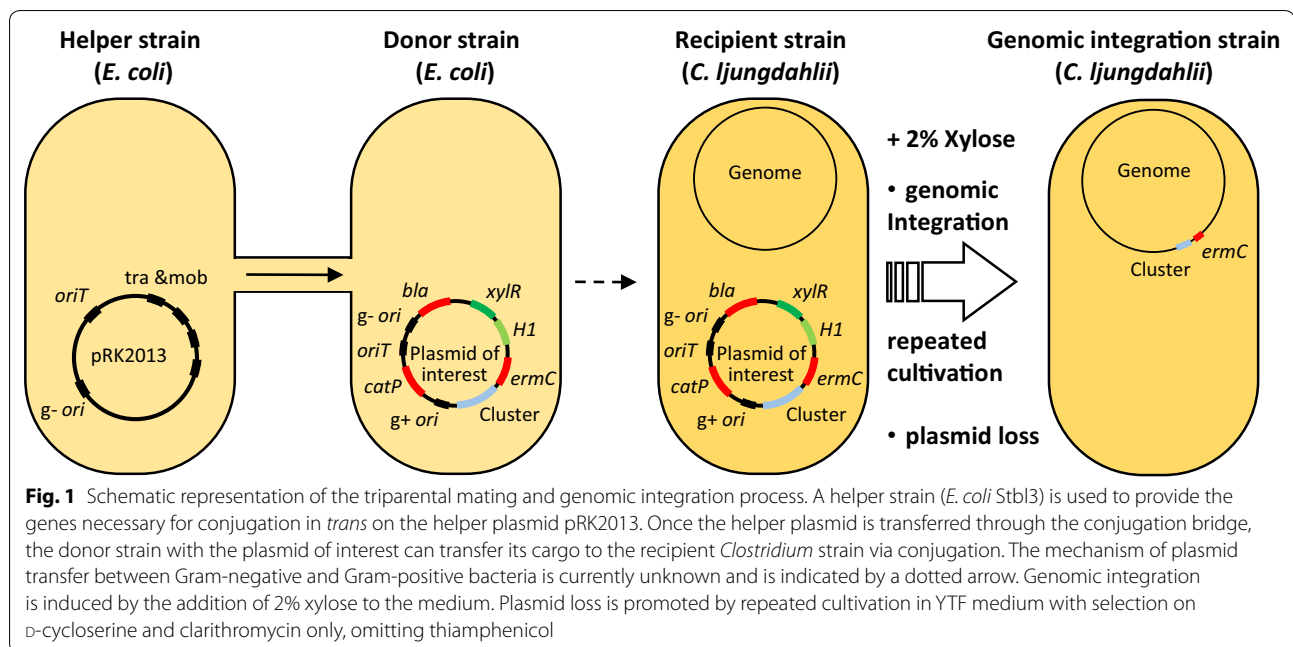 Helper strain
(E. coli)
Donor strain
(E. coli)
Recipient strain
(C. ljungdahlii)
Genomic integration strain
(C. ljungdahlii)
tra &mob
oriT
pRK2013
g- ori
bla
xylR
g- ori
H1
oriT
Plasmid of
interest
catP
ermC
g+ ori
Cluster
Genome
bla
xylR
g- ori
H1
oriT
Plasmid of
interest
catP
ermC
g+ ori
Cluster
+ 2% Xylose
• genomic
Integration
repeated
cultivation
• plasmid loss
Genome
ermC
Cluster
Fig. 1 Schematic representation of the triparental mating and genomic integration process. A helper strain (E. coli Stbl3) is used to provide the
genes necessary for conjugation in trans on the helper plasmid pRK2013. Once the helper plasmid is transferred through the conjugation bridge,
the donor strain with the plasmid of interest can transfer its cargo to the recipient Clostridium strain via conjugation. The mechanism of plasmid
transfer between Gram-negative and Gram-positive bacteria is currently unknown and is indicated by a dotted arrow. Genomic integration
is induced by the addition of 2% xylose to the medium. Plasmid loss is promoted by repeated cultivation in YTF medium with selection on
D-cycloserine and clarithromycin only, omitting thiamphenicol